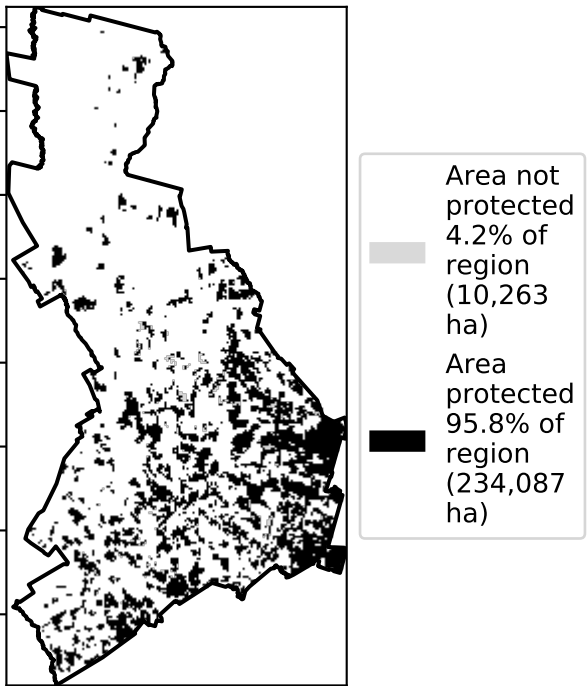 Area not
protected
4.2% of
region
(10,263
ha)
Area
protected
95.8% of
region
(234,087
ha)